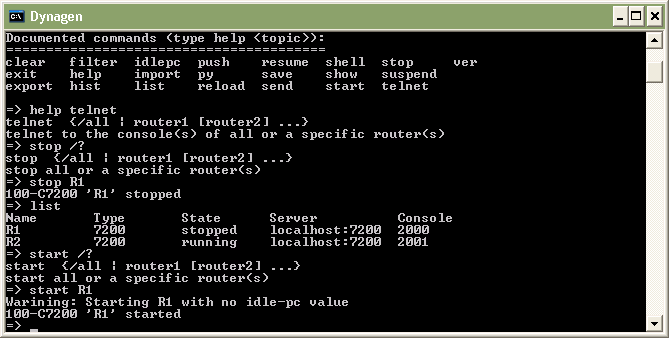 Dynagen
Documented commands (type help <topic>):
========================================
clear   filter  idlepc  push    resume  shell  stop     ver
exit    help    import  py      save    show   suspend
export  hist    list    reload  send    start  telnet
=> help telnet
telnet  {/all | router1 [router2] ...}
telnet to the console(s) of all or a specific router(s)
=> stop /?
stop  {/all | router1 [router2] ...}
stop all or a specific router(s)
=> stop R1
100-C7200 'R1' stopped
=> list
Name       Type       State      Server          Console
R1         7200       stopped    localhost:7200  2000
R2         7200       running    localhost:7200  2001
=> start /?
start  {/all | router1 [router2] ...}
start all or a specific router(s)
=> start R1
Warining: Starting R1 with no idle-pc value
100-C7200 'R1' started
=> _